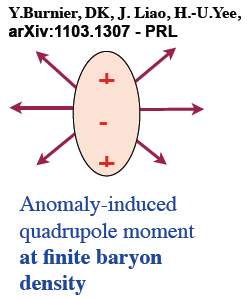 Y.Burnier, DK, J. Liao, H.-U.Yee,
arXiv:1103.1307 - PRL
+
-
+
Anomaly-induced
quadrupole moment
at finite baryon
density